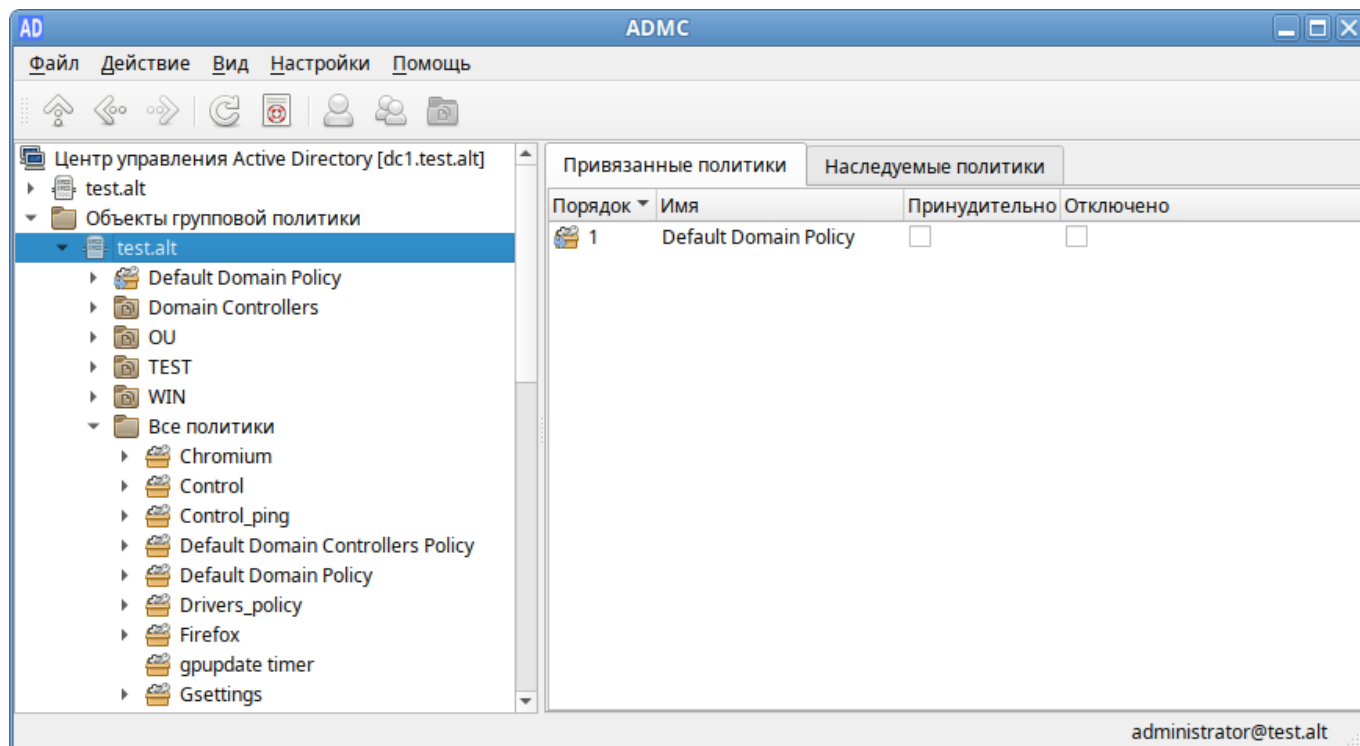 AD ADMC
Файл Действие Вид Настройки Помощь
Центр управления Active Directory [dc1.test.alt]
test.alt
Объекты групповой политики
test.alt
Default Domain Policy
Domain Controllers
OU
TEST
WIN
Все политики
Chromium
Control
Control_ping
Default Domain Controllers Policy
Default Domain Policy
Drivers_policy
Firefox
gpupdate timer
Gsettings
Привязанные политики Наследуемые политики
Порядок Имя Принудительно Отключено
1 Default Domain Policy
administrator@test.alt